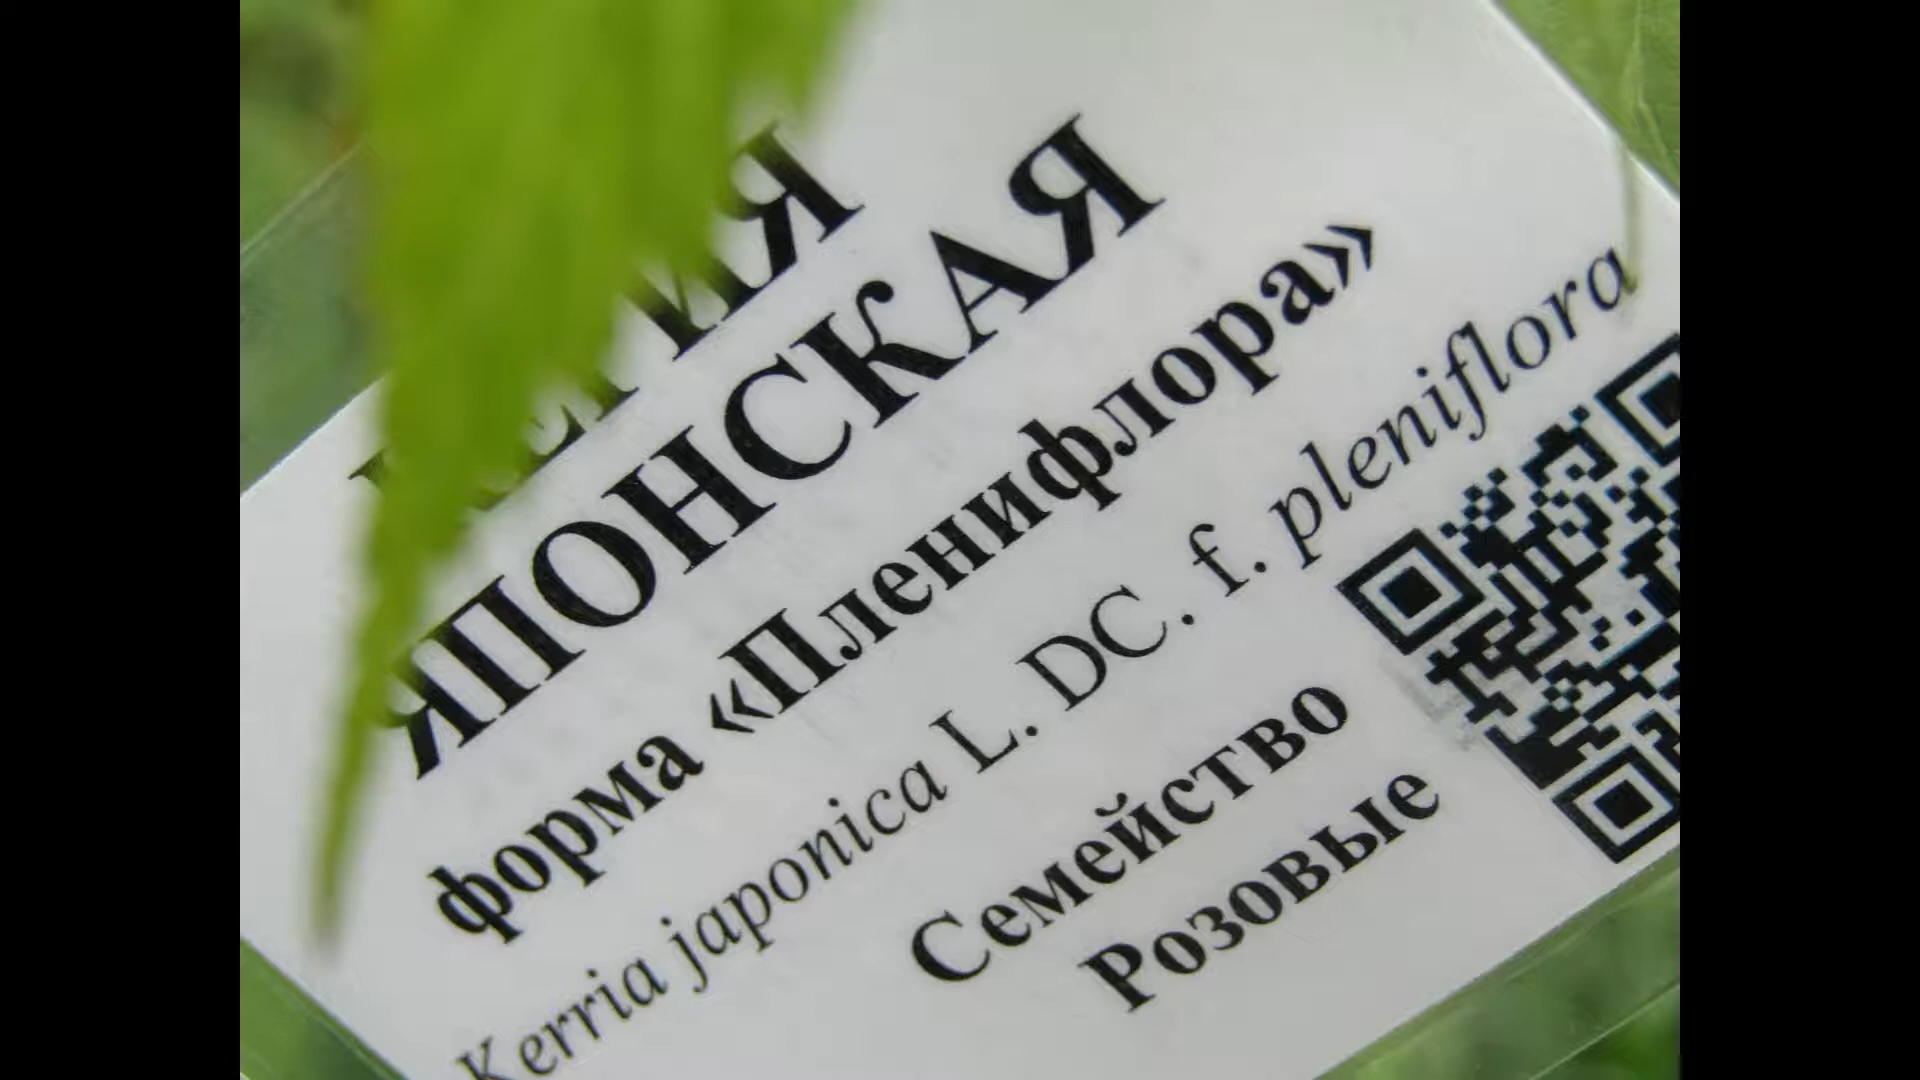 ЯПОНСКАЯ
форма «Пленифлора»
Kerria japonica L. DC. f. pleniflora
Семейство
Розовые